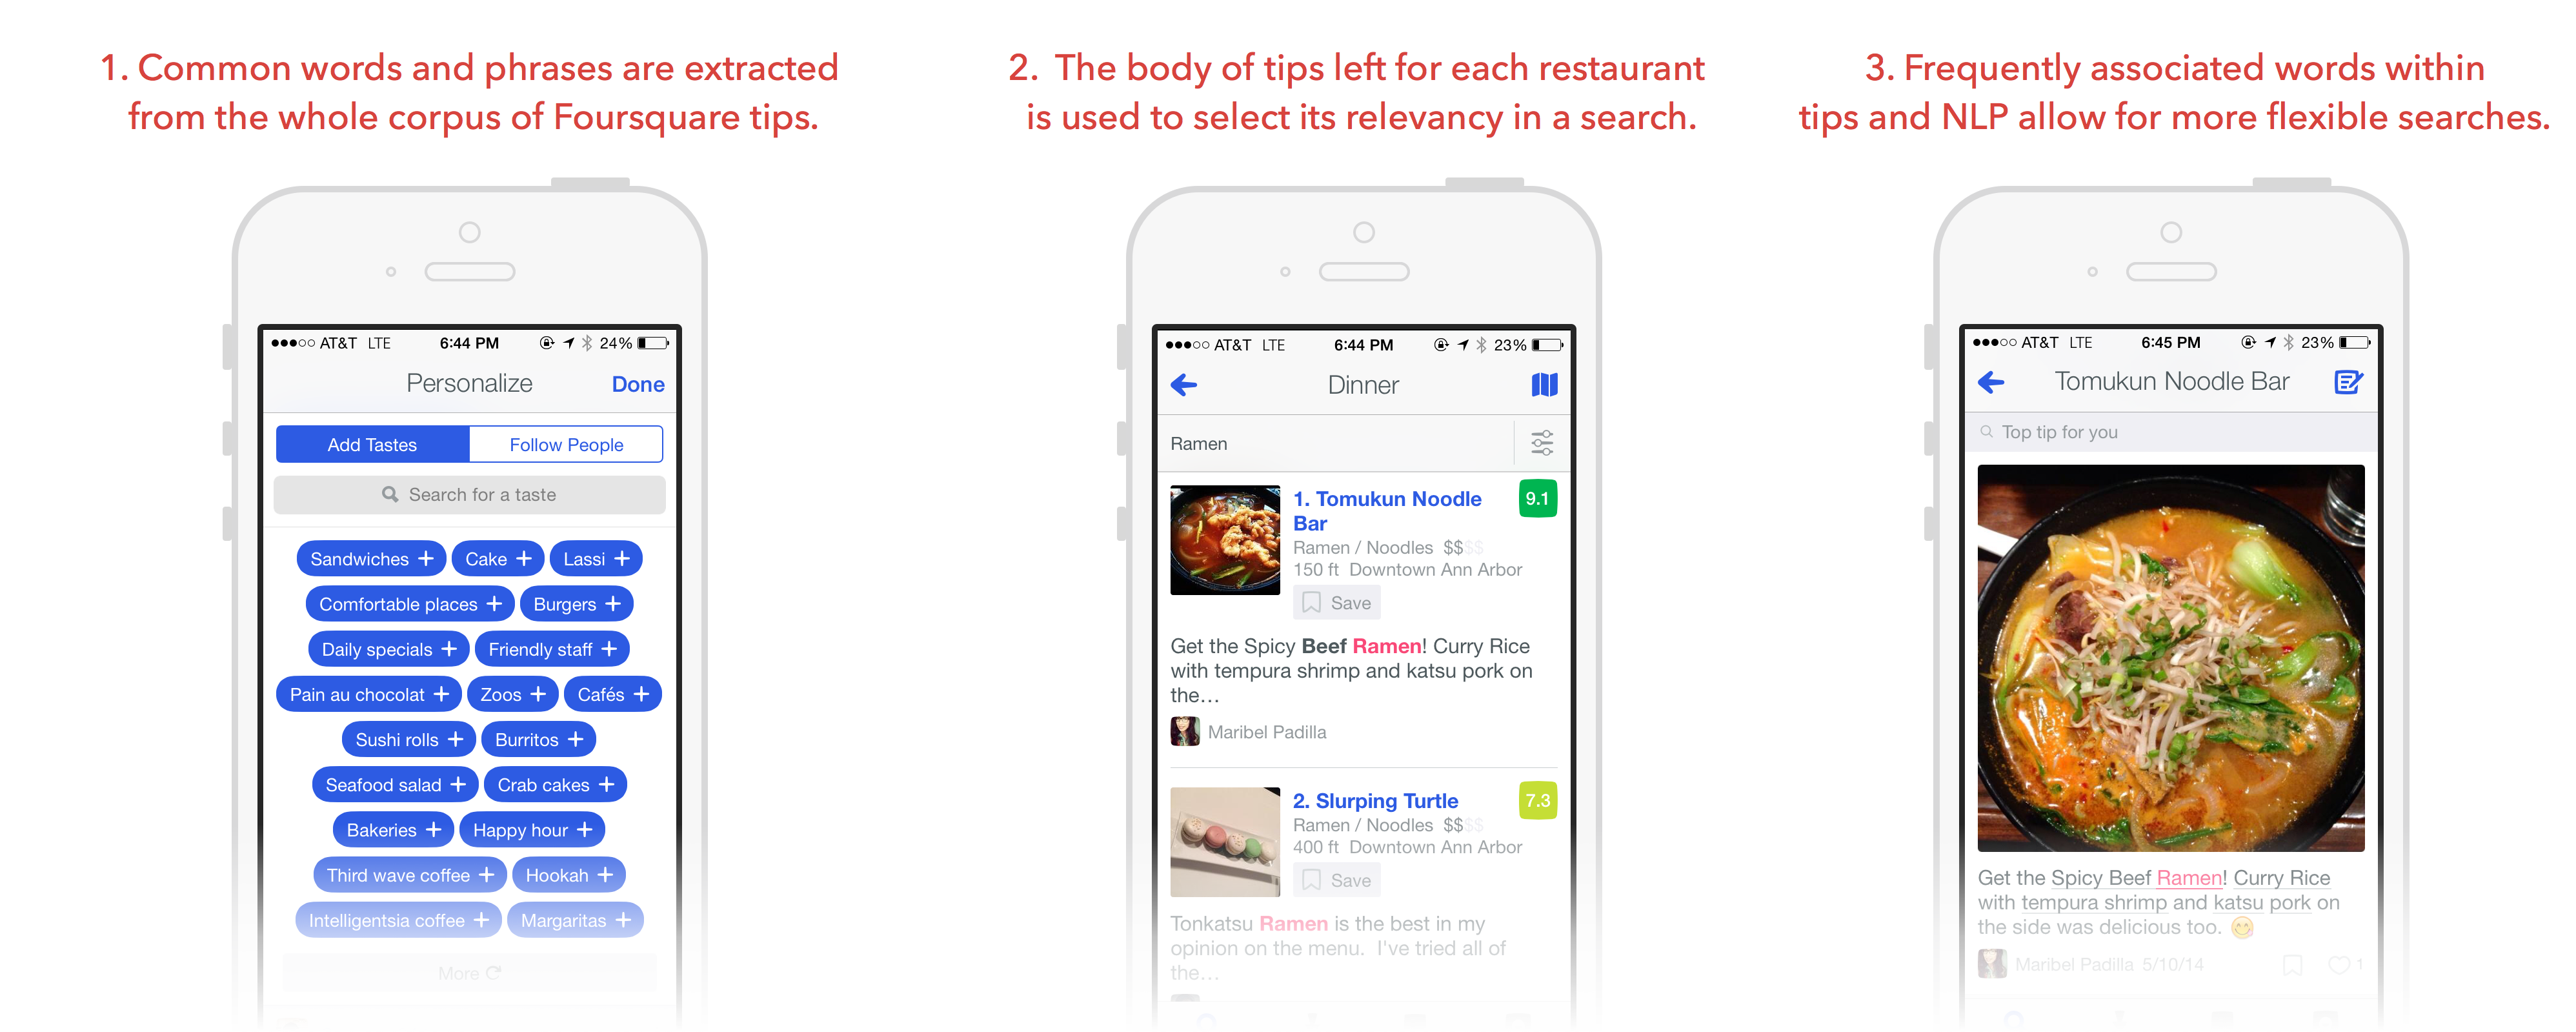 1. Common words and phrases are extracted
from the whole corpus of Foursquare tips.
AT&T LTE 6:44 PM 24%
Personalize Done
Add Tastes Follow People
Search for a taste
Sandwiches + Cake + Lassi +
Comfortable places + Burgers +
Daily specials + Friendly staff +
Pain au chocolat + Zoos + Cafés +
Sushi rolls + Burritos +
Seafood salad + Crab cakes +
Bakeries + Happy hour +
Third wave coffee + Hookah +
Intelligentsia coffee + Margaritas +
More
2. The body of tips left for each restaurant
is used to select its relevancy in a search.
AT&T LTE 6:44 PM 23%
Dinner
Ramen
1. Tomukun Noodle
Bar
9.1
Ramen / Noodles $$$$
150 ft Downtown Ann Arbor
Save
Get the Spicy Beef Ramen! Curry Rice
with tempura shrimp and katsu pork on
the…
Maribel Padilla
2. Slurping Turtle
7.3
Ramen / Noodles $$$$
400 ft Downtown Ann Arbor
Save
Tonkatsu Ramen is the best in my
opinion on the menu. I've tried all of
the…
3. Frequently associated words within
tips and NLP allow for more flexible searches.
AT&T LTE 6:45 PM 23%
Tomukun Noodle Bar
Top tip for you
Get the Spicy Beef Ramen! Curry Rice
with tempura shrimp and katsu pork on
the side was delicious too. 😋
Maribel Padilla 5/10/14 1